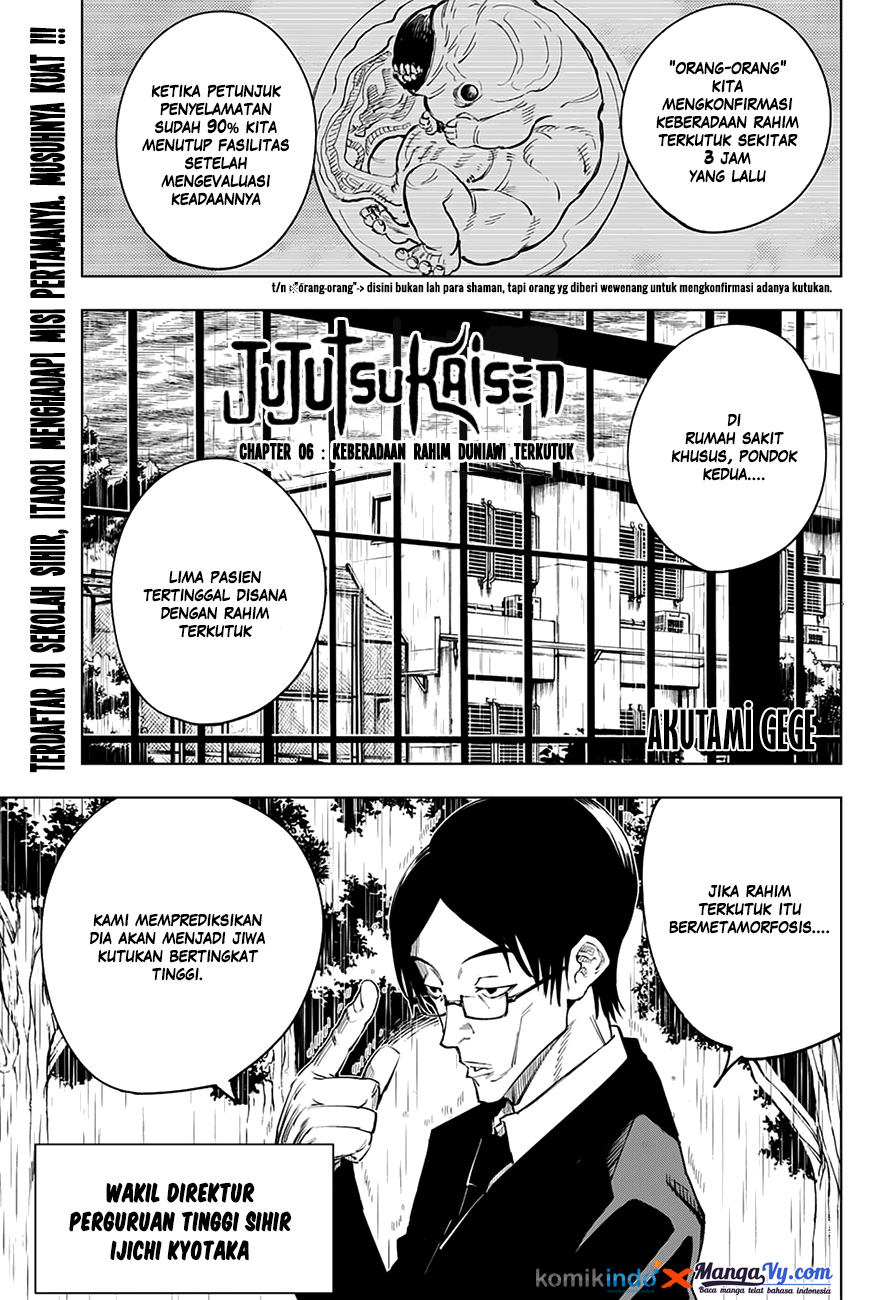 TERDAFTAR DI SEKOLAH SIHIR, ITADORI MENGHADAPI MISI PERTAMANYA. MUSUHNYA KUAT !!!
"ORANG-ORANG"
KITA
MENGKONFIRMASI
KEBERADAAN RAHIM
TERKUTUK SEKITAR
3 JAM
YANG LALU
KETIKA PETUNJUK
PENYELAMATAN
SUDAH 90% KITA
MENUTUP FASILITAS
SETELAH
MENGEVALUASI
KEADAANNYA
t/n :"orang-orang"-> disini bukan lah para shaman, tapi orang yg diberi wewenang untuk mengkonfirmasi adanya kutukan.
JUJUTSU KAISEN
CHAPTER 06 : KEBERADAAN RAHIM DUNIAWI TERKUTUK
DI
RUMAH SAKIT
KHUSUS, PONDOK
KEDUA....
LIMA PASIEN
TERTINGGAL DISANA
DENGAN RAHIM
TERKUTUK
AKUTAMI GEGE
JIKA RAHIM
TERKUTUK ITU
BERMETAMORFOSIS....
KAMI MEMPREDIKSIKAN
DIA AKAN MENJADI JIWA
KUTUKAN BERTINGKAT
TINGGI.
WAKIL DIREKTUR
PERGURUAN TINGGI SIHIR
IJICHI KYOTAKA
komikindo X MangaVy.com
Baca manga telat bahasa indonesia